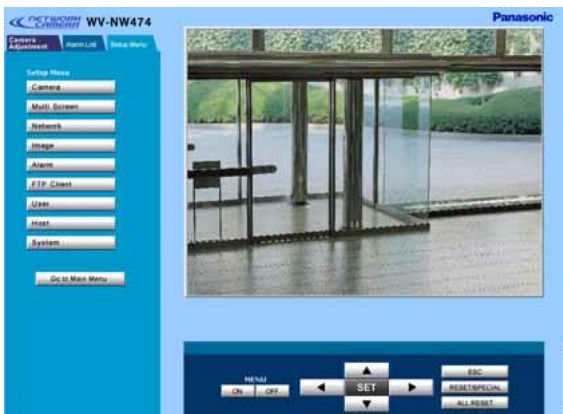 NETWORK CAMERA WV-NW474
Panasonic
Camera Adjustment
Alarm List
Setup Menu
Setup Menu
Camera
Multi Screen
Network
Image
Alarm
FTP Client
User
Host
System
Go to Main Menu
MENU
ON OFF
SET
ESC
RESET/SPECIAL
ALL RESET